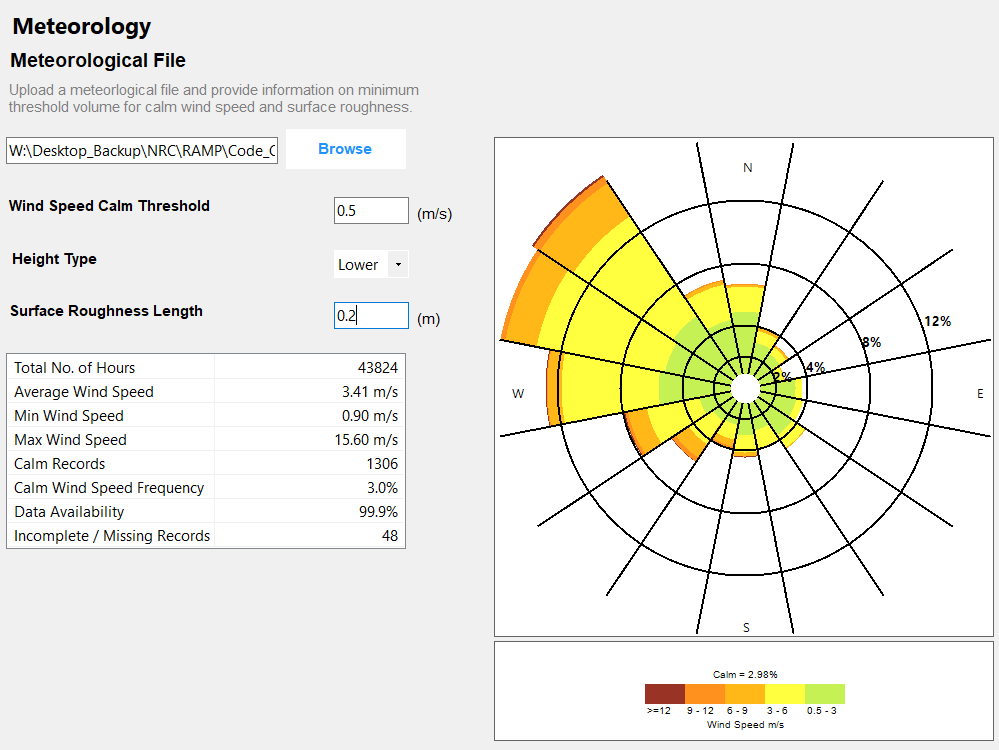 Meteorology
Meteorological File
Upload a meteorlogical file and provide information on minimum
threshold volume for calm wind speed and surface roughness.
W:\Desktop_Backup\NRC\RAMP\Code_C
Browse
Wind Speed Calm Threshold 0.5 (m/s)
Height Type Lower
Surface Roughness Length 0.2 (m)
Total No. of Hours 43824
Average Wind Speed 3.41 m/s
Min Wind Speed 0.90 m/s
Max Wind Speed 15.60 m/s
Calm Records 1306
Calm Wind Speed Frequency 3.0%
Data Availability 99.9%
Incomplete / Missing Records 48
N
12%
8%
4%
2%
W
E
S
Calm = 2.98%
>=12 9 - 12 6 - 9 3 - 6 0.5 - 3
Wind Speed m/s